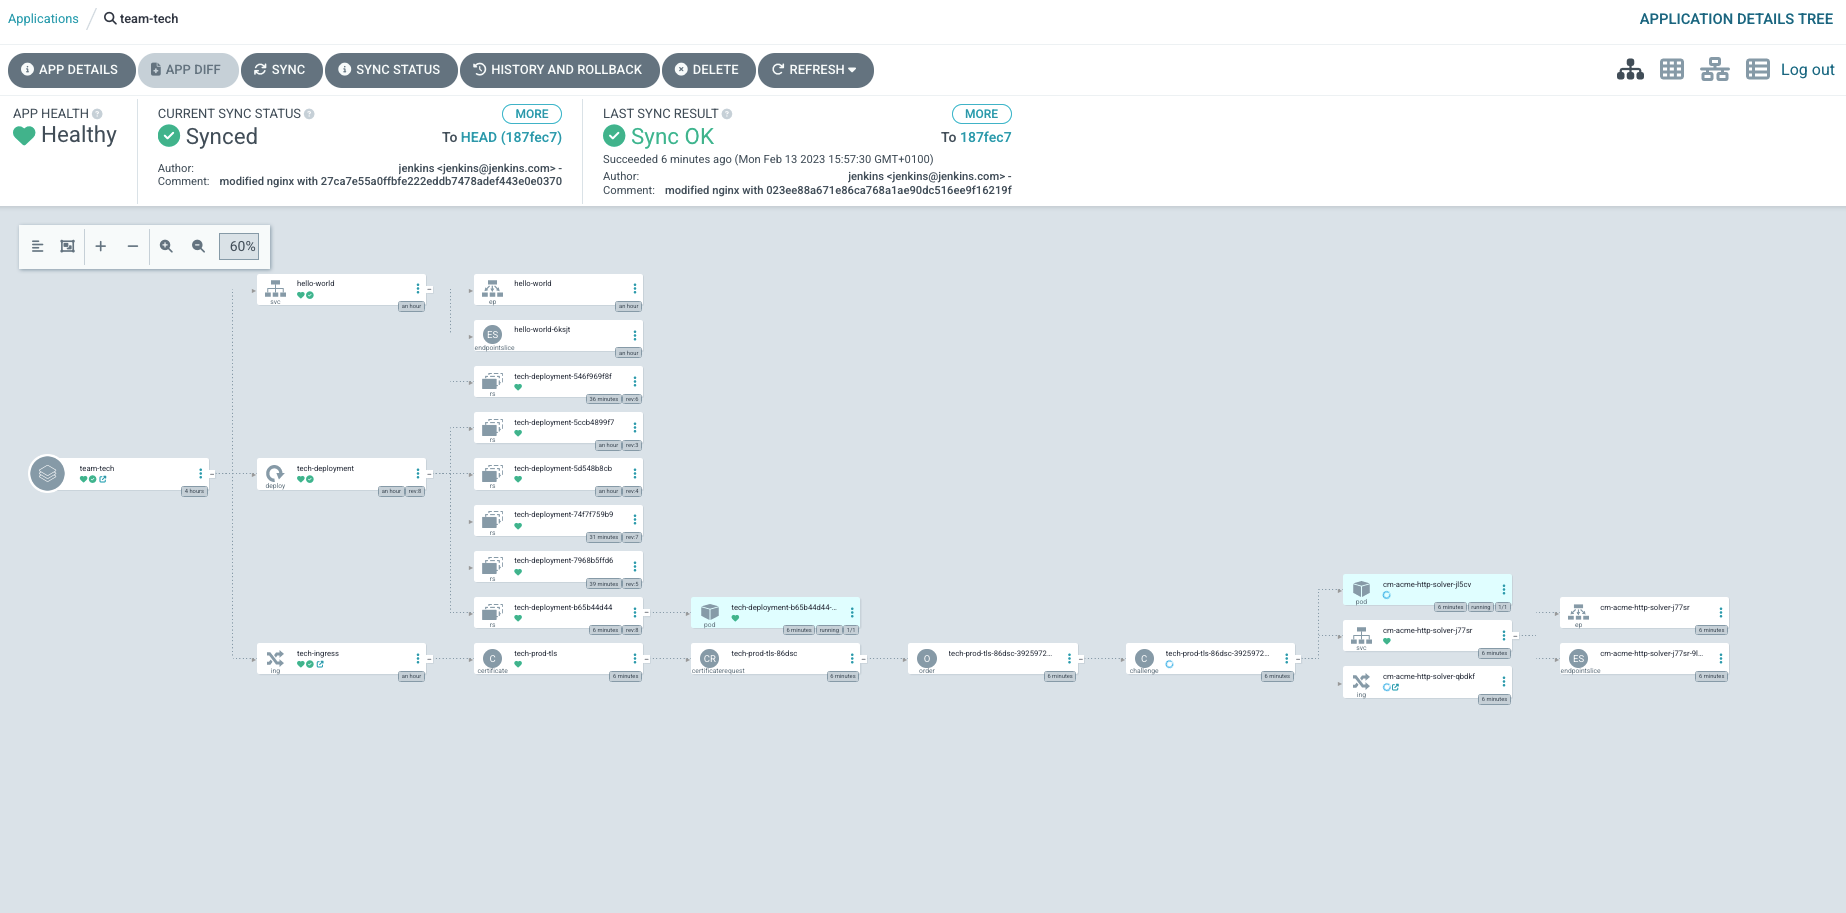 Applications / team-tech
APPLICATION DETAILS TREE
APP DETAILS
APP DIFF
SYNC
SYNC STATUS
HISTORY AND ROLLBACK
DELETE
REFRESH
Log out
APP HEALTH
Healthy
CURRENT SYNC STATUS
MORE
Synced
To HEAD (187fec7)
Author: jenkins <jenkins@jenkins.com> -
Comment: modified nginx with 27ca7e55a0ffbfe222eddb7478adef443e0e0370
LAST SYNC RESULT
MORE
Sync OK
To 187fec7
Succeeded 6 minutes ago (Mon Feb 13 2023 15:57:30 GMT+0100)
Author: jenkins <jenkins@jenkins.com> -
Comment: modified nginx with 023ee88a671e86ca768a1ae90dc516ee9f16219f
60%
hello-world
svc
an hour
hello-world
ep
an hour
ES
hello-world-6ksjt
endpointslice
an hour
tech-deployment-546f969f8f
rs
36 minutes rev:6
tech-deployment-5ccb4899f7
rs
an hour rev:3
team-tech
4 hours
tech-deployment
deploy
an hour rev:8
tech-deployment-5d548b8cb
rs
an hour rev:4
tech-deployment-74f7f759b9
rs
31 minutes rev:7
tech-deployment-7968b5ffd6
rs
39 minutes rev:5
tech-deployment-b65b44d44
rs
6 minutes rev:8
tech-deployment-b65b44d44-...
pod
6 minutes running 1/1
tech-ingress
ing
an hour
C
tech-prod-tls
certificate
6 minutes
CR
tech-prod-tls-86dsc
certificaterequest
6 minutes
O
tech-prod-tls-86dsc-3925972...
order
6 minutes
C
tech-prod-tls-86dsc-3925972...
challenge
6 minutes
cm-acme-http-solver-jl5cv
pod
6 minutes running 1/1
cm-acme-http-solver-j77sr
svc
6 minutes
cm-acme-http-solver-qbdkf
ing
6 minutes
cm-acme-http-solver-j77sr
ep
6 minutes
ES
cm-acme-http-solver-j77sr-9l...
endpointslice
6 minutes